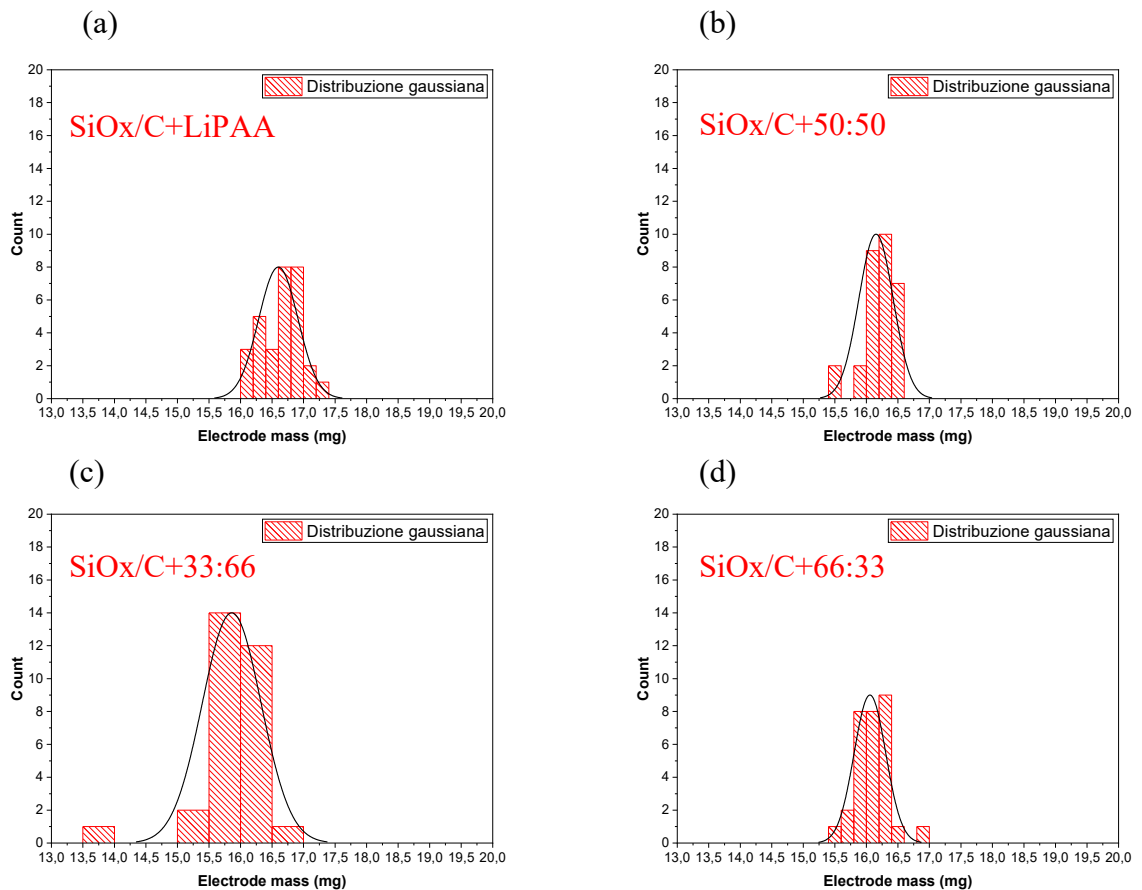 (a)
20
18
16
14
12
10
8
6
4
2
0
Count
Distribuzione gaussiana
SiOx/C+LiPAA
13,0 13,5 14,0 14,5 15,0 15,5 16,0 16,5 17,0 17,5 18,0 18,5 19,0 19,5 20,0
Electrode mass (mg)
(b)
20
18
16
14
12
10
8
6
4
2
0
Count
Distribuzione gaussiana
SiOx/C+50:50
13,0 13,5 14,0 14,5 15,0 15,5 16,0 16,5 17,0 17,5 18,0 18,5 19,0 19,5 20,0
Electrode mass (mg)
(c)
20
18
16
14
12
10
8
6
4
2
0
Count
Distribuzione gaussiana
SiOx/C+33:66
13,0 13,5 14,0 14,5 15,0 15,5 16,0 16,5 17,0 17,5 18,0 18,5 19,0 19,5 20,0
Electrode mass (mg)
(d)
20
18
16
14
12
10
8
6
4
2
0
Count
Distribuzione gaussiana
SiOx/C+66:33
13,0 13,5 14,0 14,5 15,0 15,5 16,0 16,5 17,0 17,5 18,0 18,5 19,0 19,5 20,0
Electrode mass (mg)